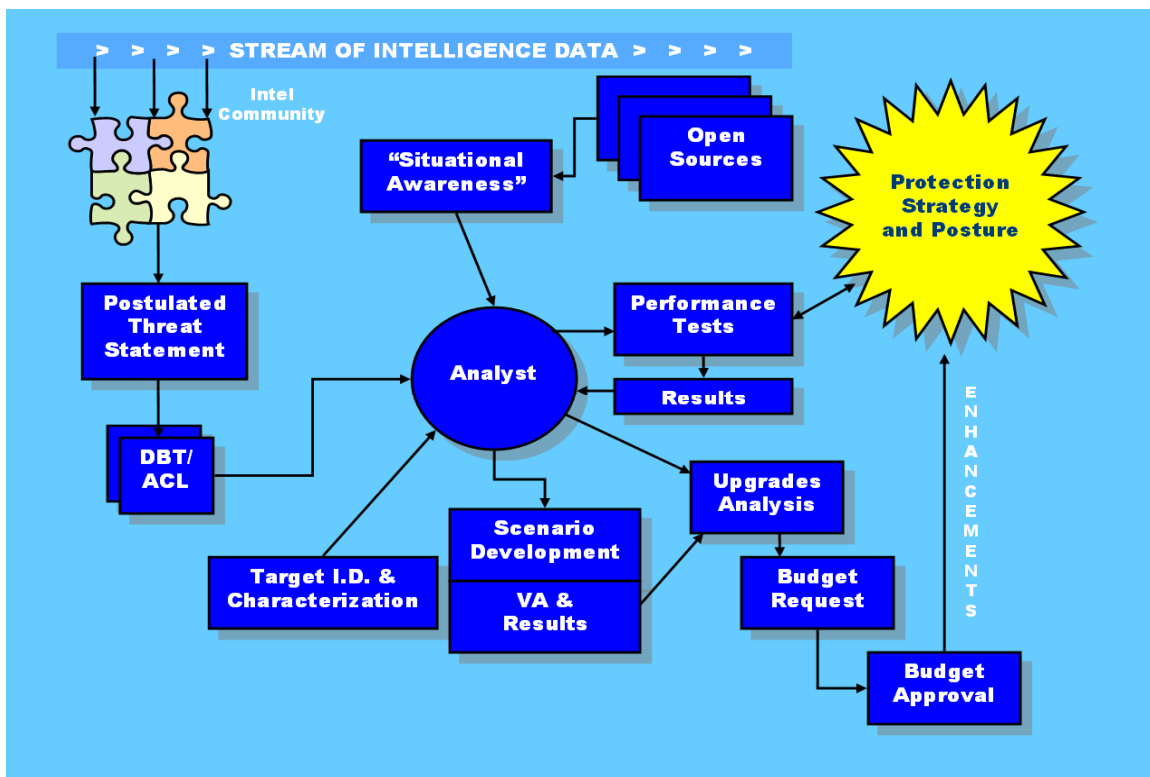 > > > > STREAM OF INTELLIGENCE DATA > > > >
Intel
Community
Open
Sources
“Situational
Awareness”
Protection
Strategy
and Posture
Postulated
Threat
Statement
Performance
Tests
Analyst
Results
DBT/
ACL
Upgrades
Analysis
Scenario
Development
Target I.D. &
Characterization
VA &
Results
Budget
Request
Budget
Approval
ENHANCEMENTS